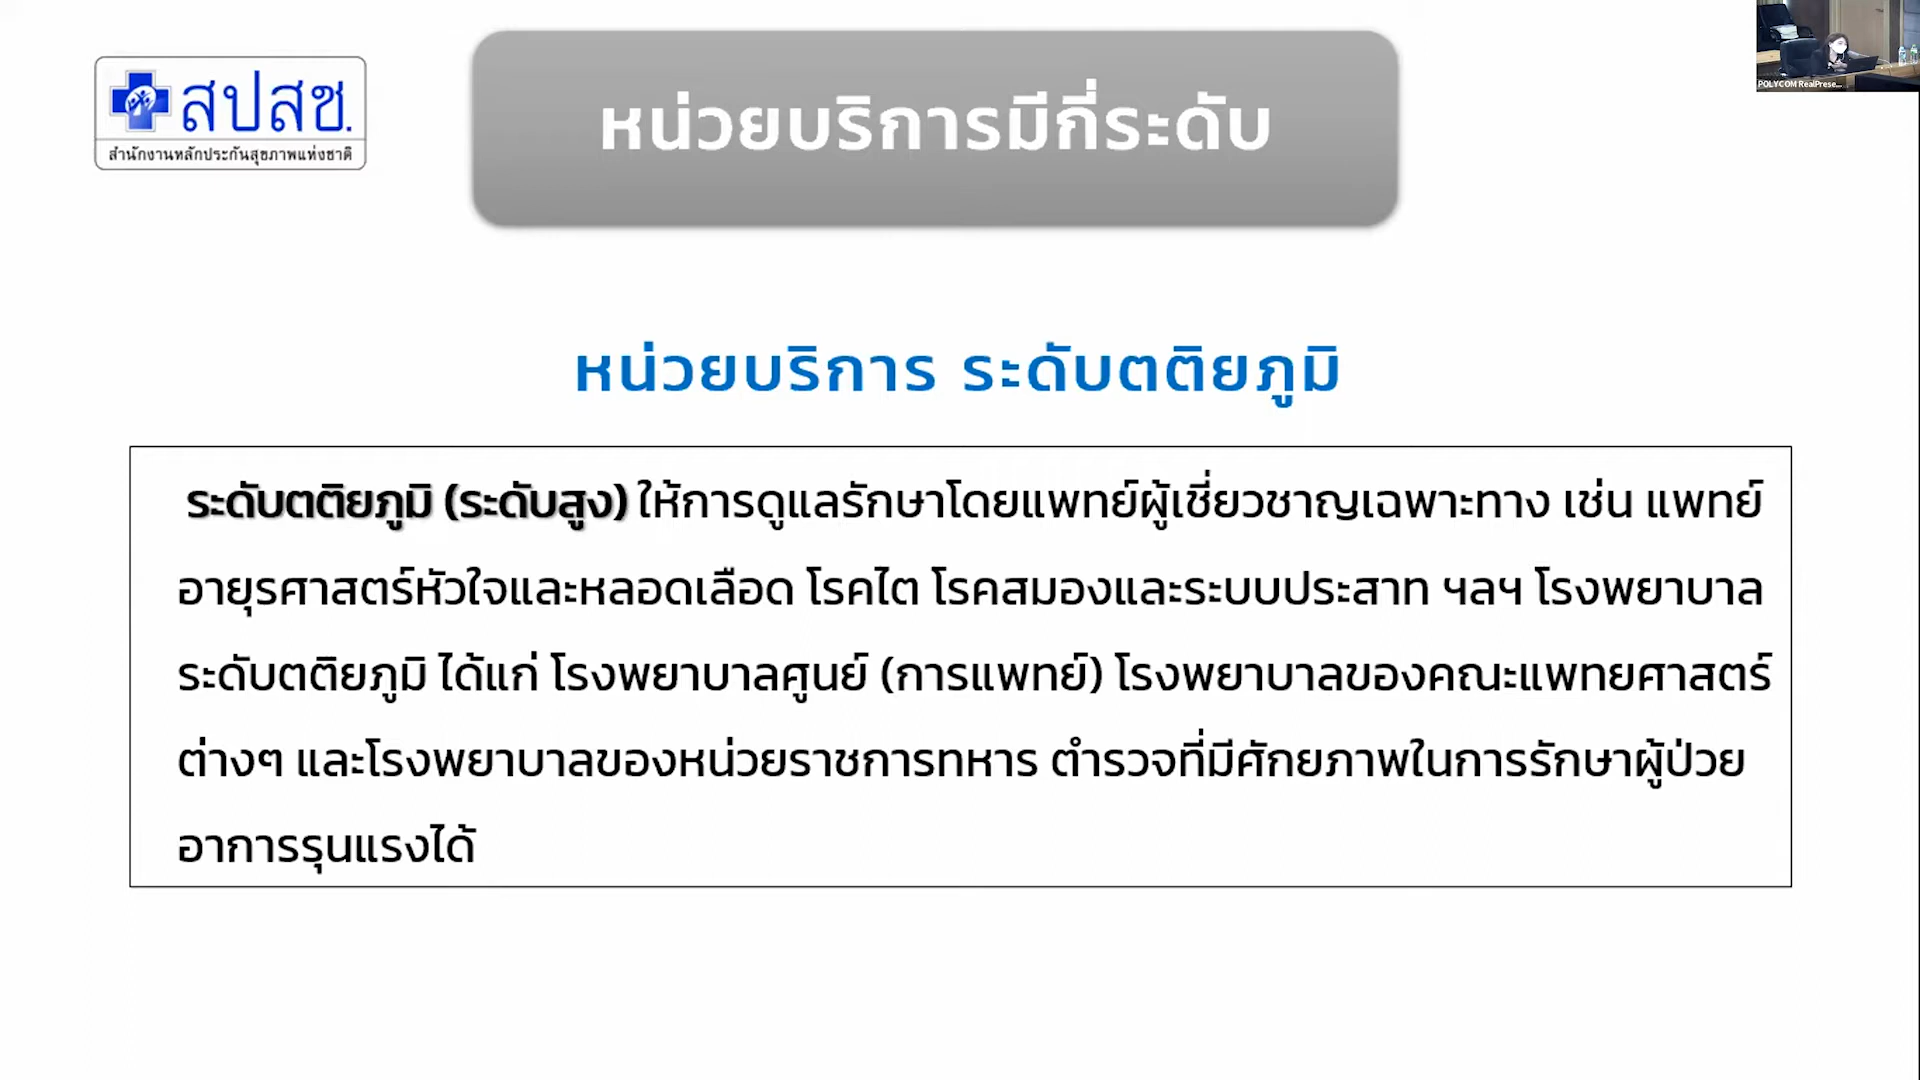 สปสช.
สำนักงานหลักประกันสุขภาพแห่งชาติ
หน่วยบริการมีกี่ระดับ
POLYCOM RealPrese...
หน่วยบริการ ระดับตติยภูมิ
ระดับตติยภูมิ (ระดับสูง) ให้การดูแลรักษาโดยแพทย์ผู้เชี่ยวชาญเฉพาะทาง เช่น แพทย์
อายุรศาสตร์หัวใจและหลอดเลือด โรคไต โรคสมองและระบบประสาท ฯลฯ โรงพยาบาล
ระดับตติยภูมิ ได้แก่ โรงพยาบาลศูนย์ (การแพทย์) โรงพยาบาลของคณะแพทยศาสตร์
ต่างๆ และโรงพยาบาลของหน่วยราชการทหาร ตำรวจที่มีศักยภาพในการรักษาผู้ป่วย
อาการรุนแรงได้